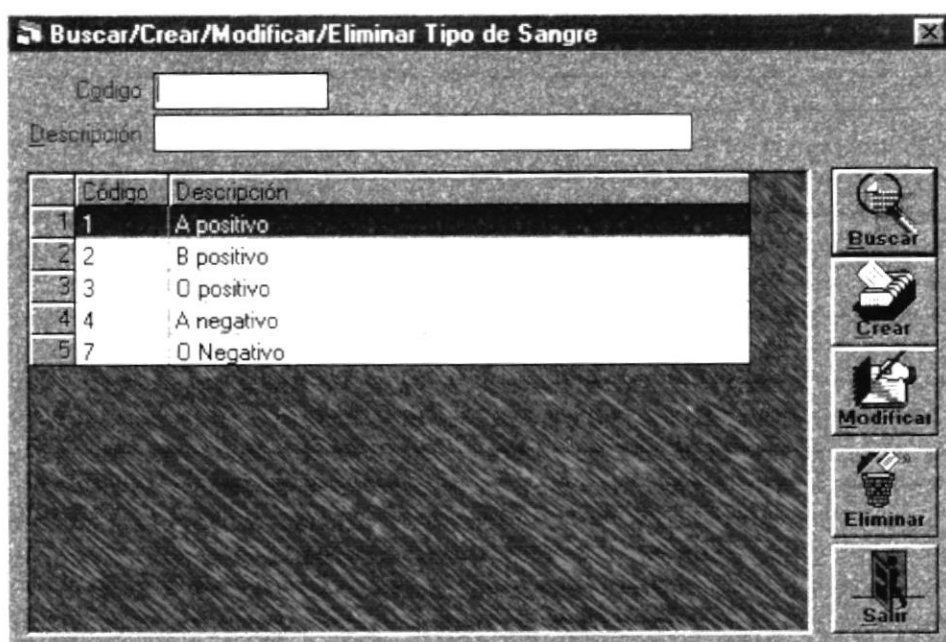 Buscar/Crear/Modificar/Eliminar Tipo de Sangre
Codigo
Descripción
Código Descripción
1 1 A positivo
2 2 B positivo
3 3 O positivo
4 4 A negativo
5 7 O Negativo
Buscar
Crear
Modificar
Eliminar
Salir